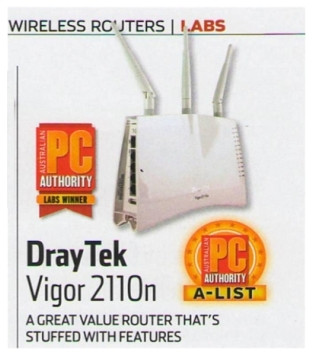 WIRELESS ROUTERS | LABS
AUSTRALIAN
PC
AUTHORITY
LABS WINNER
DrayTek
Vigor 2110n
AUSTRALIAN
PC
AUTHORITY
A-LIST
A GREAT VALUE ROUTER THAT'S
STUFFED WITH FEATURES